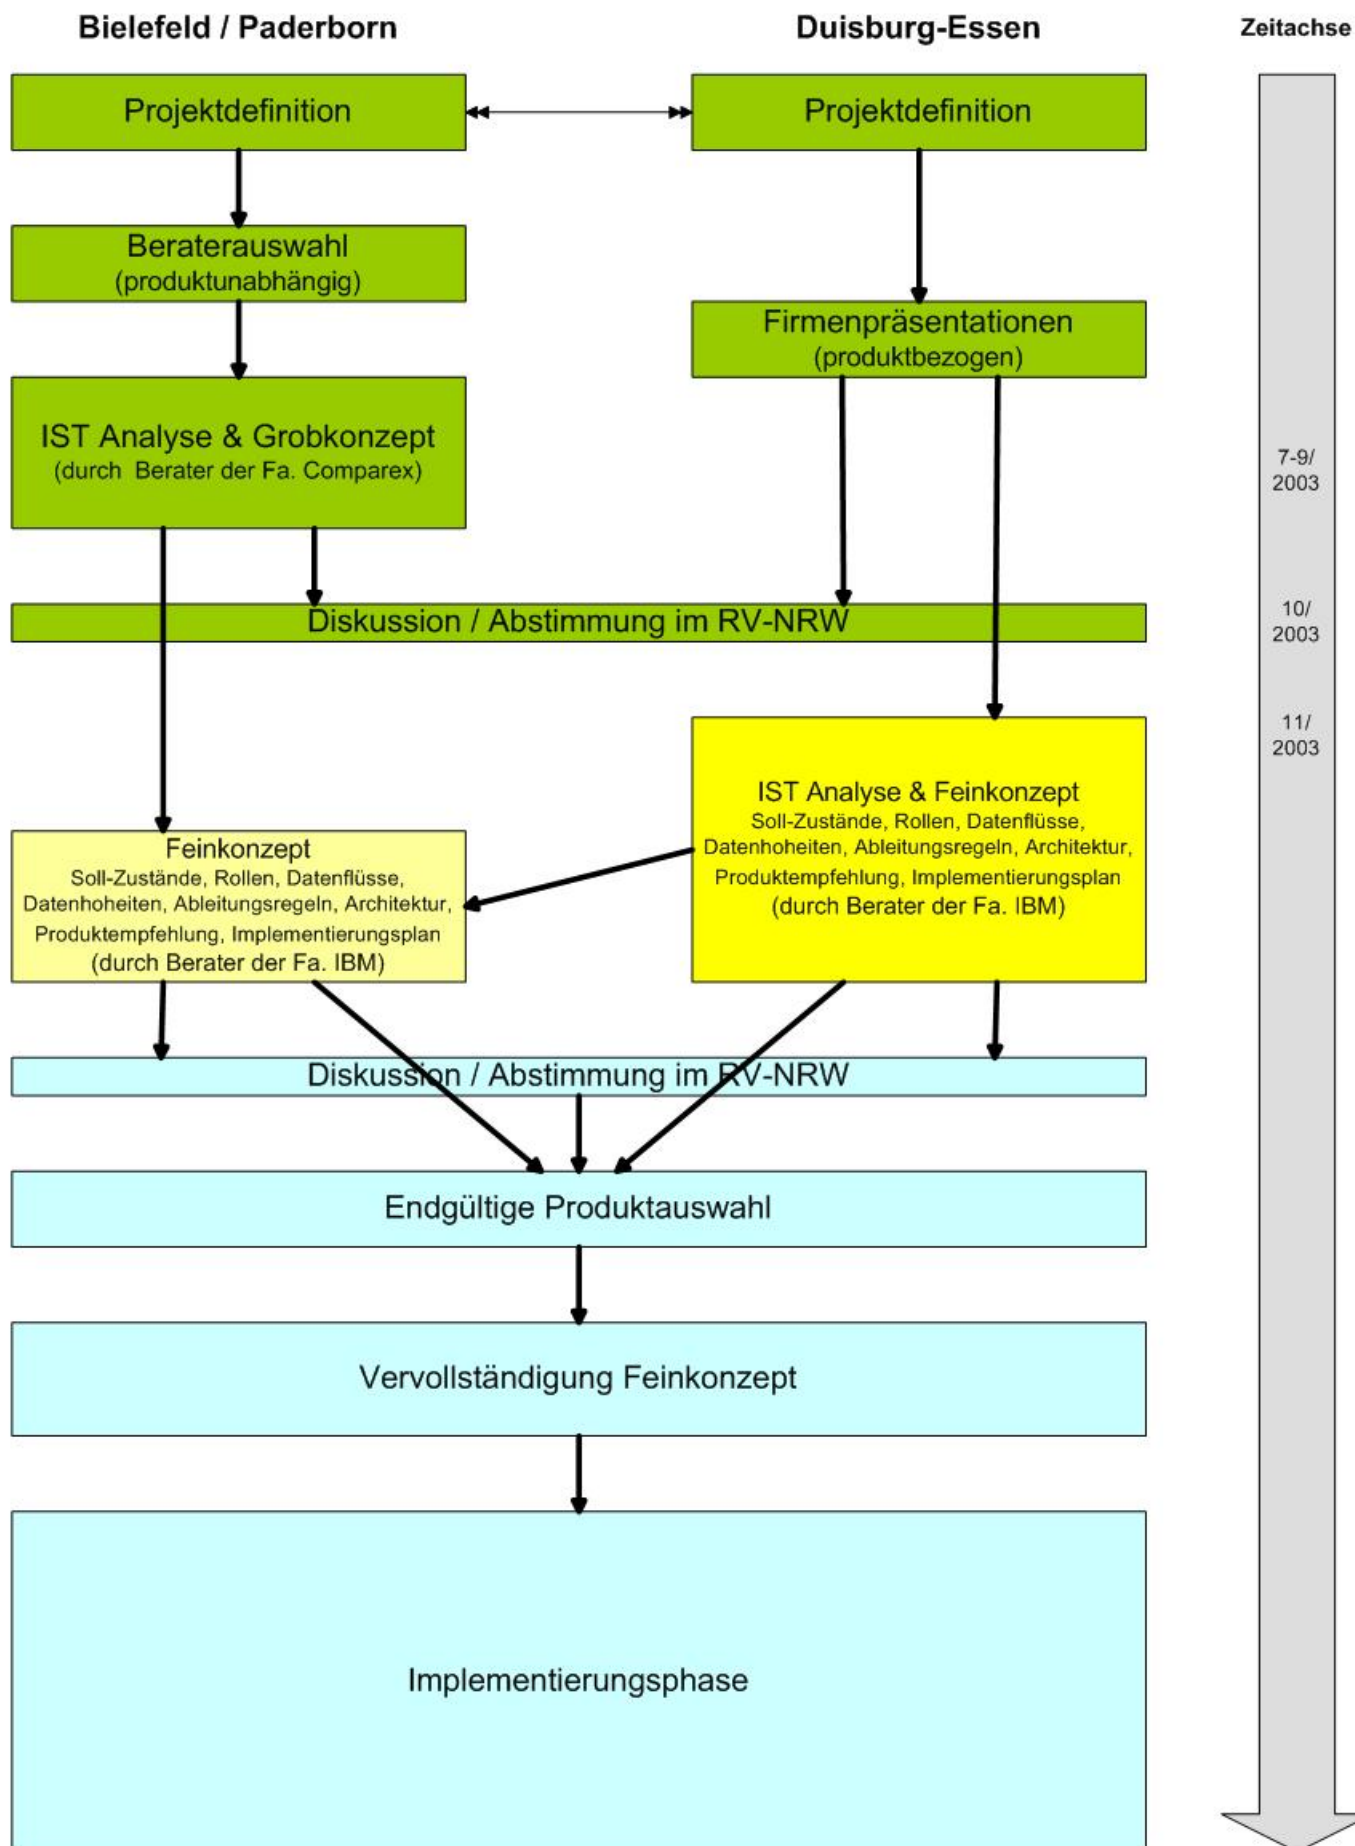 Bielefeld / Paderborn
Duisburg-Essen
Zeitachse
Projektdefinition
Projektdefinition
Beraterauswahl
(produktunabhängig)
Firmenpräsentationen
(produktbezogen)
IST Analyse & Grobkonzept
(durch Berater der Fa. Comparex)
7-9/
2003
Diskussion / Abstimmung im RV-NRW
10/
2003
11/
2003
IST Analyse & Feinkonzept
Soll-Zustände, Rollen, Datenflüsse,
Datenhoheiten, Ableitungsregeln, Architektur,
Produktempfehlung, Implementierungsplan
(durch Berater der Fa. IBM)
Feinkonzept
Soll-Zustände, Rollen, Datenflüsse,
Datenhoheiten, Ableitungsregeln, Architektur,
Produktempfehlung, Implementierungsplan
(durch Berater der Fa. IBM)
Diskussion / Abstimmung im RV-NRW
Endgültige Produktauswahl
Vervollständigung Feinkonzept
Implementierungsphase